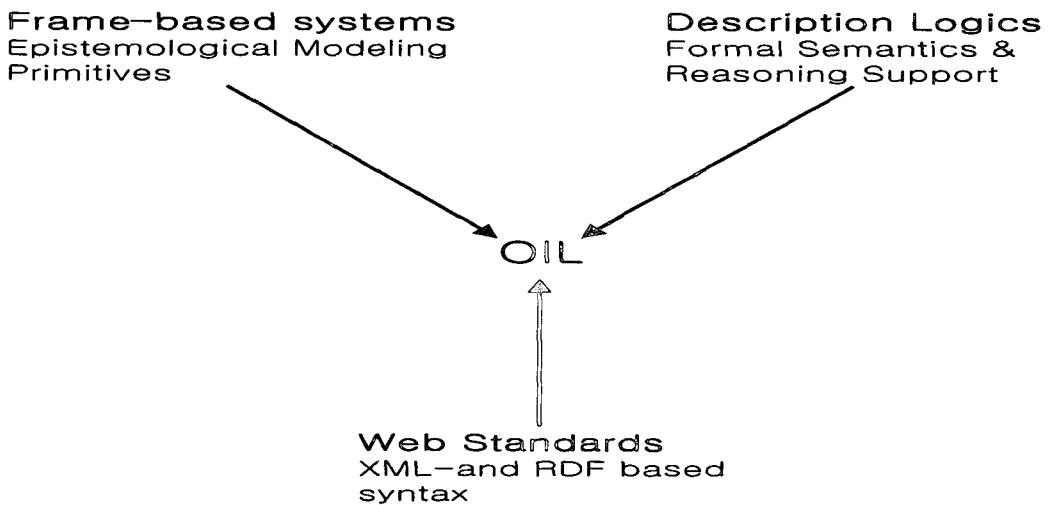 Frame-based systems
Epistemological Modeling
Primitives
Description Logics
Formal Semantics &
Reasoning Support
OIL
Web Standards
XML-and RDF based
syntax